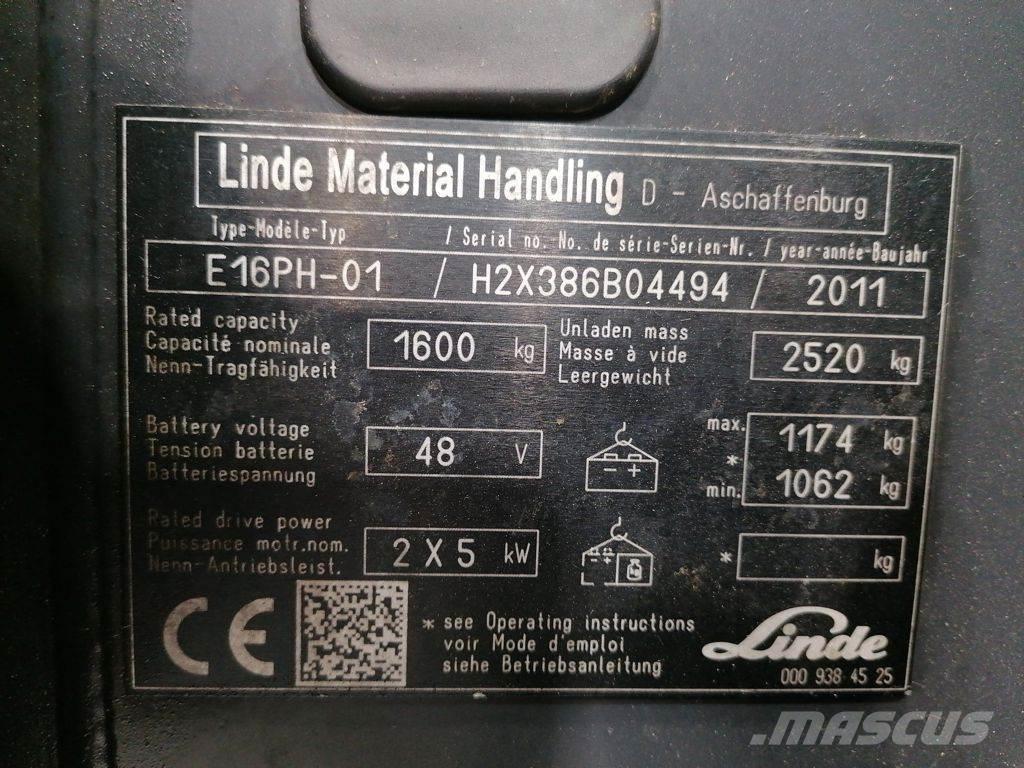 Linde Material Handling D - Aschaffenburg
Type-Modèle-Typ / Serial no. No. de série-Serien-Nr. / year-année-Baujahr
E16PH-01 / H2X386B04494 / 2011
Rated capacity
Capacité nominale
Nenn-Tragfähigkeit
1600 kg
Unladen mass
Masse à vide
Leergewicht
2520 kg
Battery voltage
Tension batterie
Batteriespannung
48 V
- +
max. 1174 kg
*
min. 1062 kg
Rated drive power
Puissance motr.nom.
Nenn-Antriebsleist.
2 X 5 kW
* kg
CE
* see Operating instructions
voir Mode d'emploi
siehe Betriebsanleitung
Linde
000 938 45 25
MASCUS